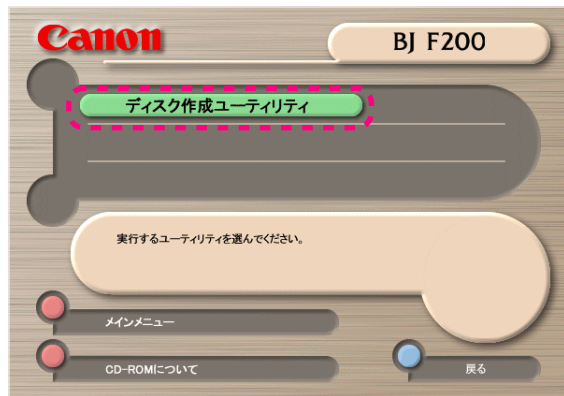 Canon
BJ F200
ディスク作成ユーティリティ
実行するユーティリティを選んでください。
メインメニュー
CD-ROMについて
戻る